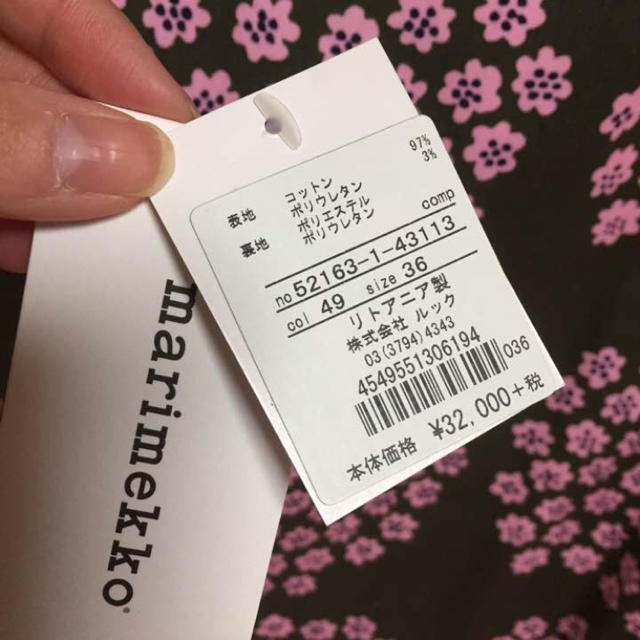 表地 コットン 97%
ポリウレタン 3%
裏地 ポリエステル
ポリウレタン comp
no 52163-1-43113
col 49 size 36
リトアニア製
株式会社 ルック
03(3794)4343
4549551306194
036
本体価格 ¥32,000+税
marimekko®